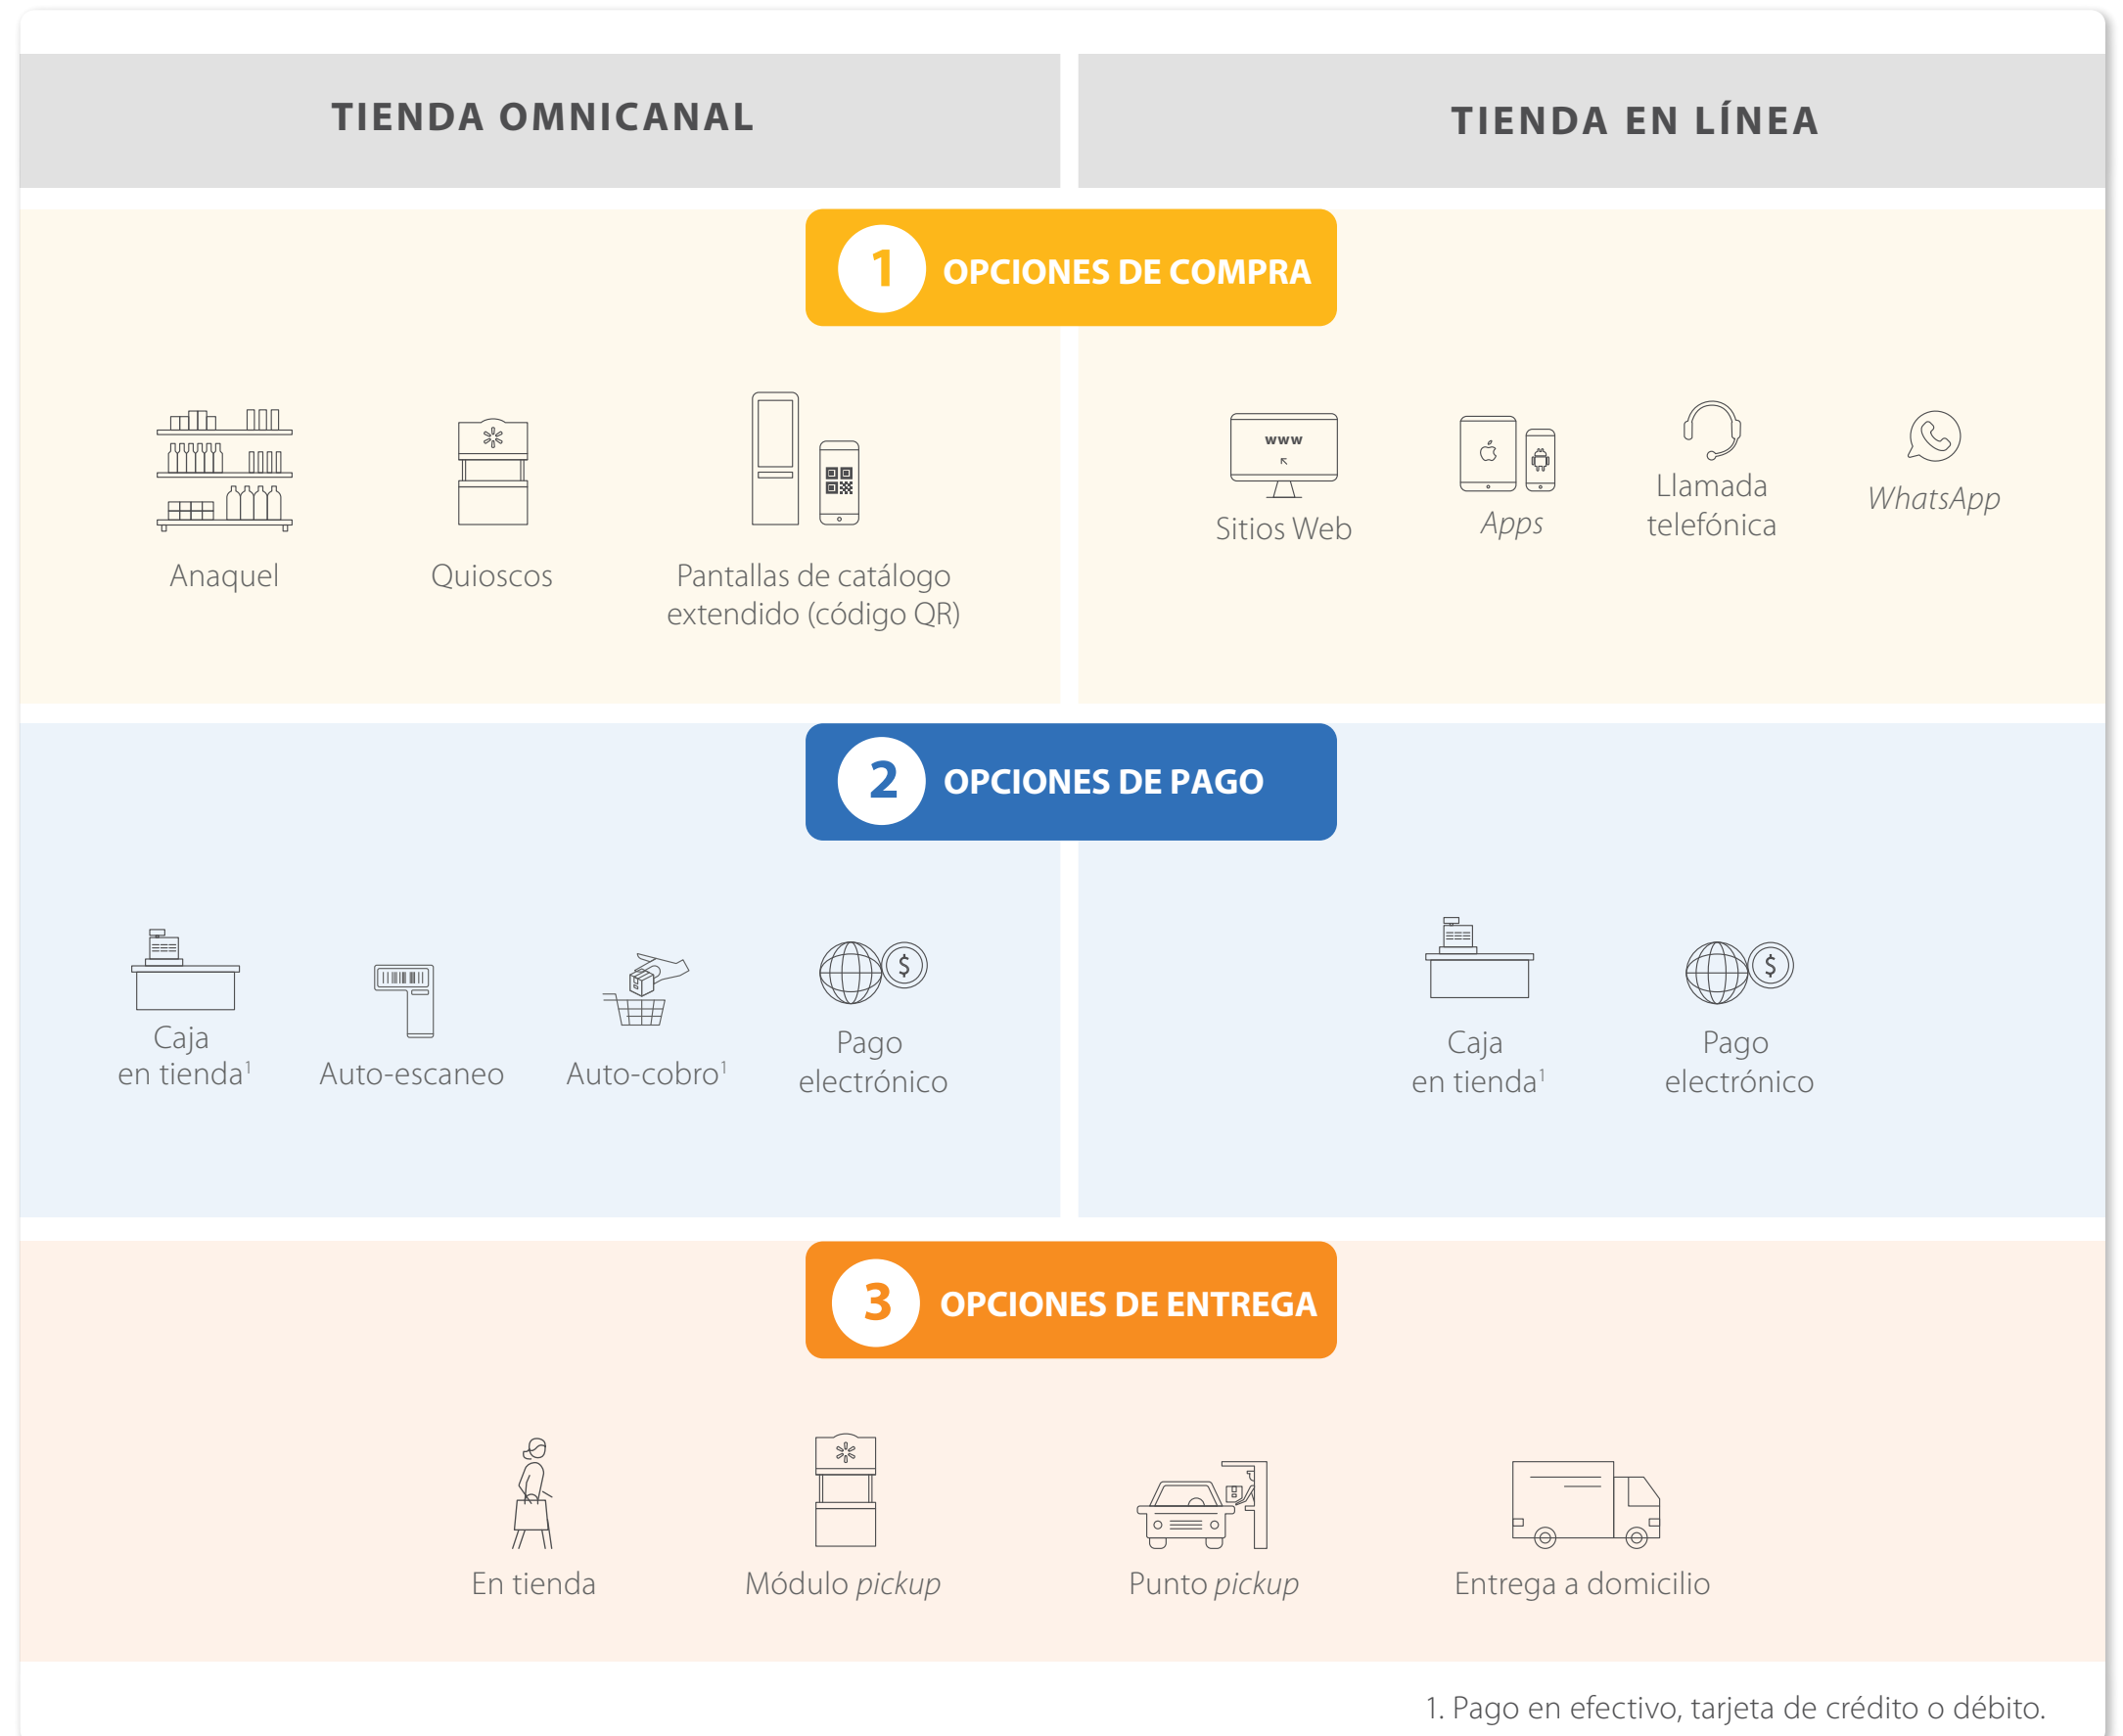 TIENDA OMNICANAL
TIENDA EN LÍNEA
1 OPCIONES DE COMPRA
Anaquel
Quioscos
Pantallas de catálogo
extendido (código QR)
www
Sitios Web
Apps
Llamada
telefónica
WhatsApp
2 OPCIONES DE PAGO
Caja
en tienda¹
Auto-escaneo
Auto-cobro¹
$
Pago
electrónico
Caja
en tienda¹
$
Pago
electrónico
3 OPCIONES DE ENTREGA
En tienda
Módulo pickup
Punto pickup
Entrega a domicilio
1. Pago en efectivo, tarjeta de crédito o débito.